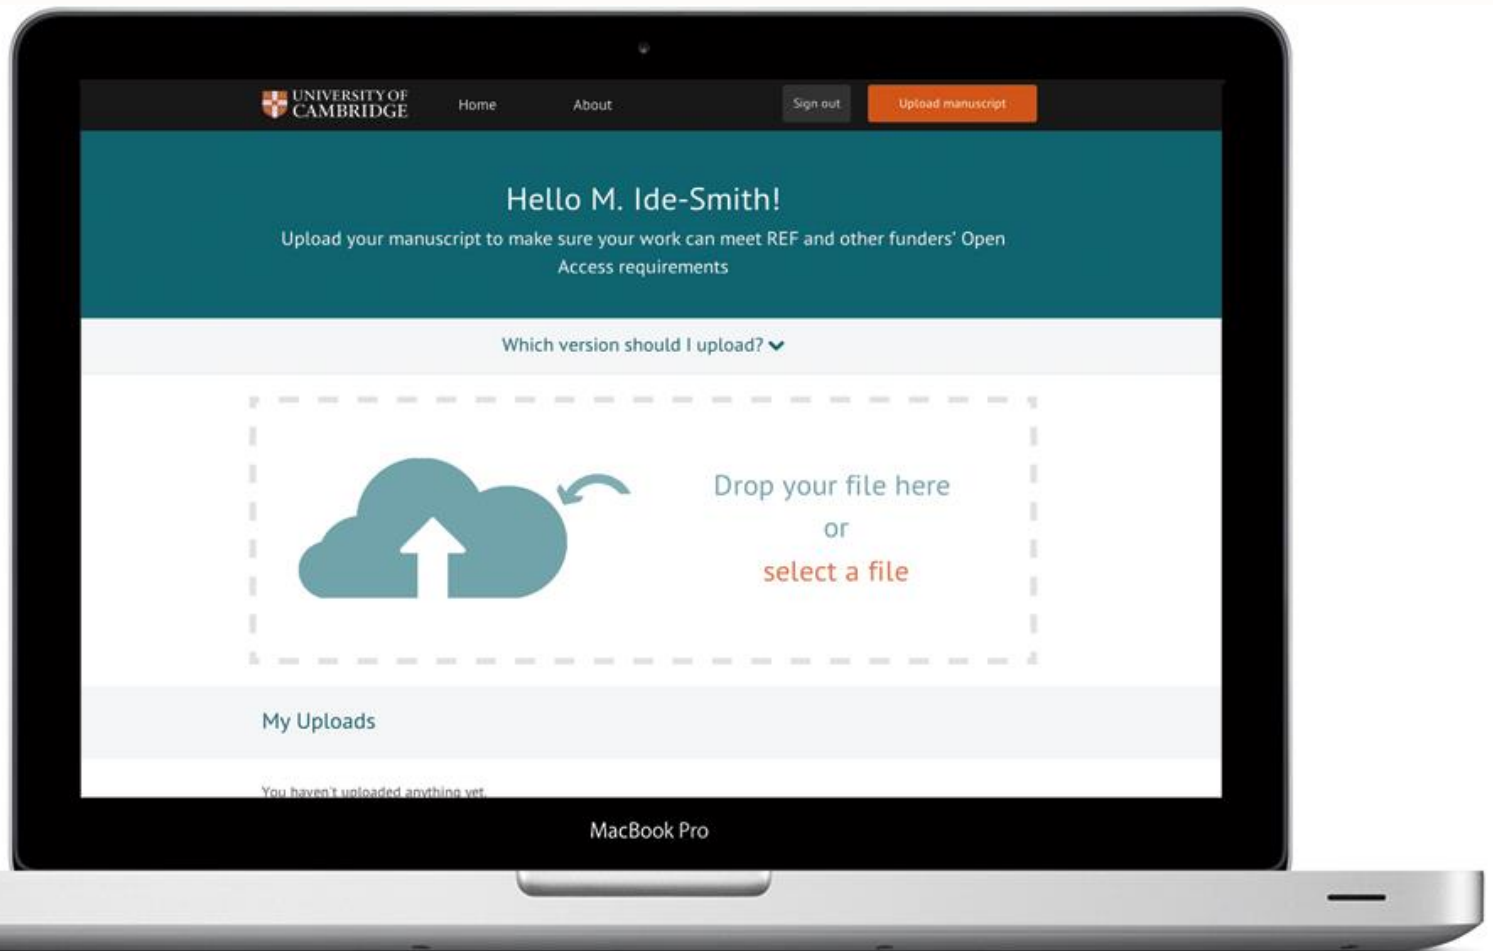 UNIVERSITY OF
CAMBRIDGE
Home
About
Sign out
Upload manuscript
Hello M. Ide-Smith!
Upload your manuscript to make sure your work can meet REF and other funders' Open
Access requirements
Which version should I upload?
Drop your file here
or
select a file
My Uploads
You haven't uploaded anything yet.
MacBook Pro